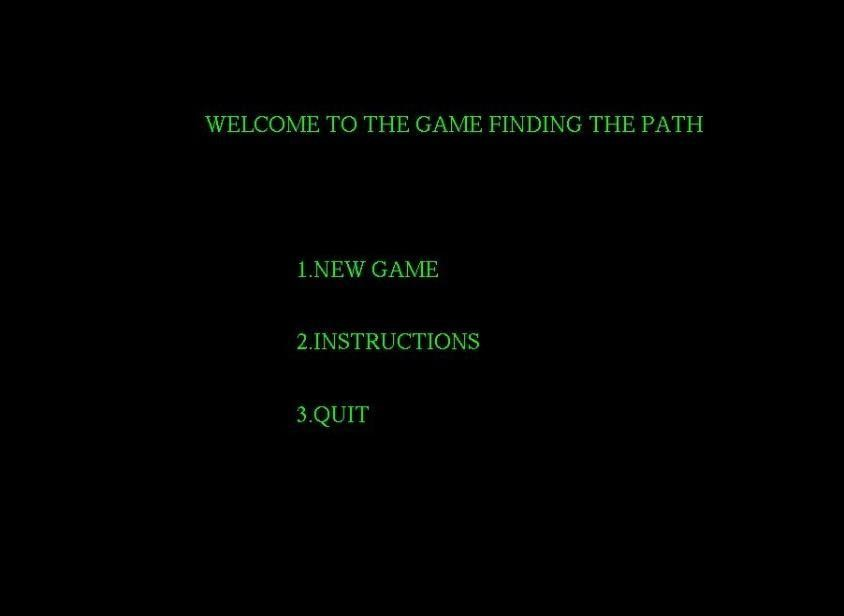 WELCOME TO THE GAME FINDING THE PATH
1.NEW GAME
2.INSTRUCTIONS
3.QUIT